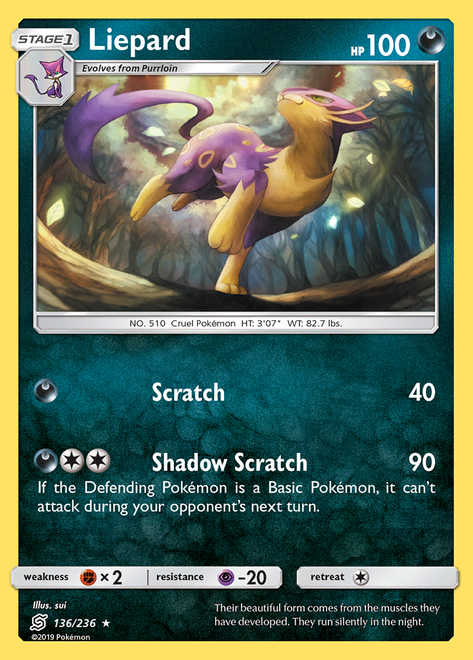 STAGE 1 Liepard HP 100
Evolves from Purrloin
NO. 510 Cruel Pokémon HT: 3'07" WT: 82.7 lbs.
Scratch 40
Shadow Scratch 90
If the Defending Pokémon is a Basic Pokémon, it can't
attack during your opponent's next turn.
weakness ×2 resistance -20 retreat
Illus. sui
136/236 ★
©2019 Pokémon
Their beautiful form comes from the muscles they
have developed. They run silently in the night.